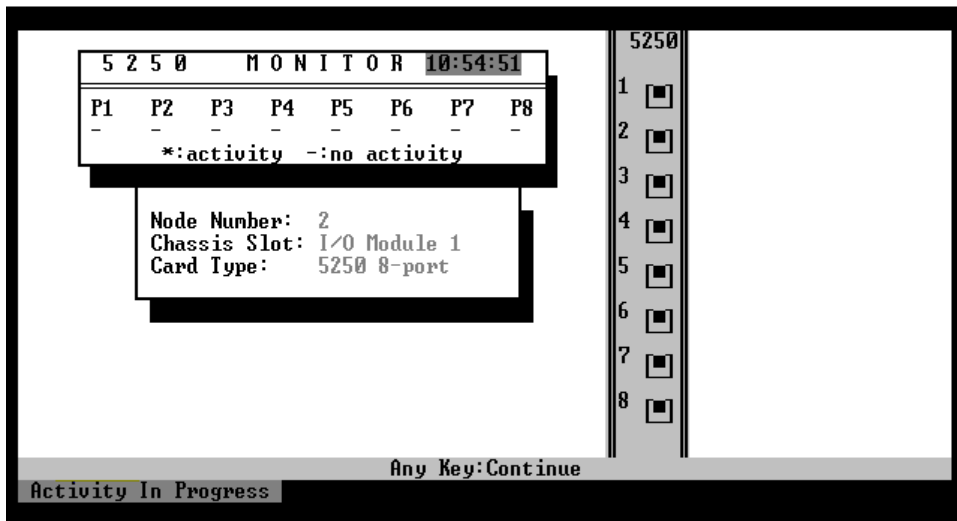 5 2 5 0 M O N I T O R 10:54:51
P1 P2 P3 P4 P5 P6 P7 P8
- - - - - - - -
*:activity -:no activity
Node Number: 2
Chassis Slot: I/O Module 1
Card Type: 5250 8-port
5250
1
2
3
4
5
6
7
8
Any Key:Continue
Activity In Progress